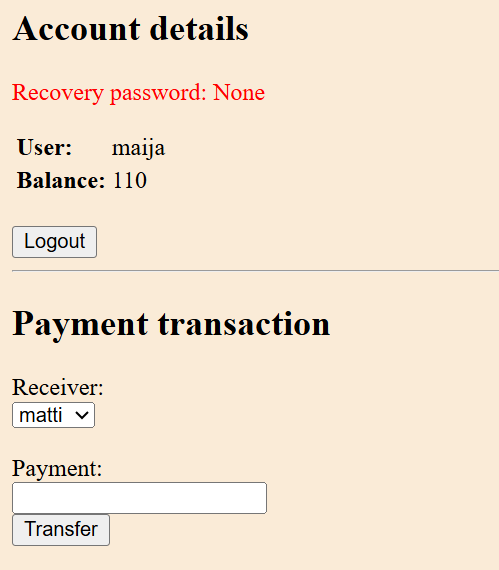 Account details
Recovery password: None
User: maija
Balance: 110
Logout
Payment transaction
Receiver:
matti
Payment:
Transfer